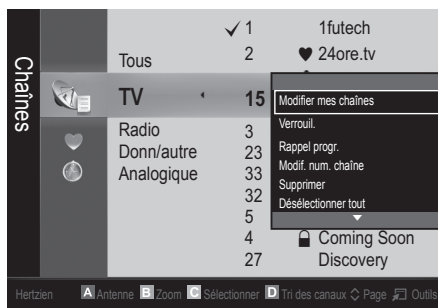 Chaînes
✓ 1 1futech
Tous 2 ♥ 24ore.tv
TV 15
Radio 3
Donn/autre 23
Analogique 33
32
5
4 Coming Soon
27 Discovery
Modifier mes chaînes
Verrouil.
Rappel progr.
Modif. num. chaîne
Supprimer
Désélectionner tout
Hertzien A Antenne B Zoom C Sélectionner D Tri des canaux Page Outils